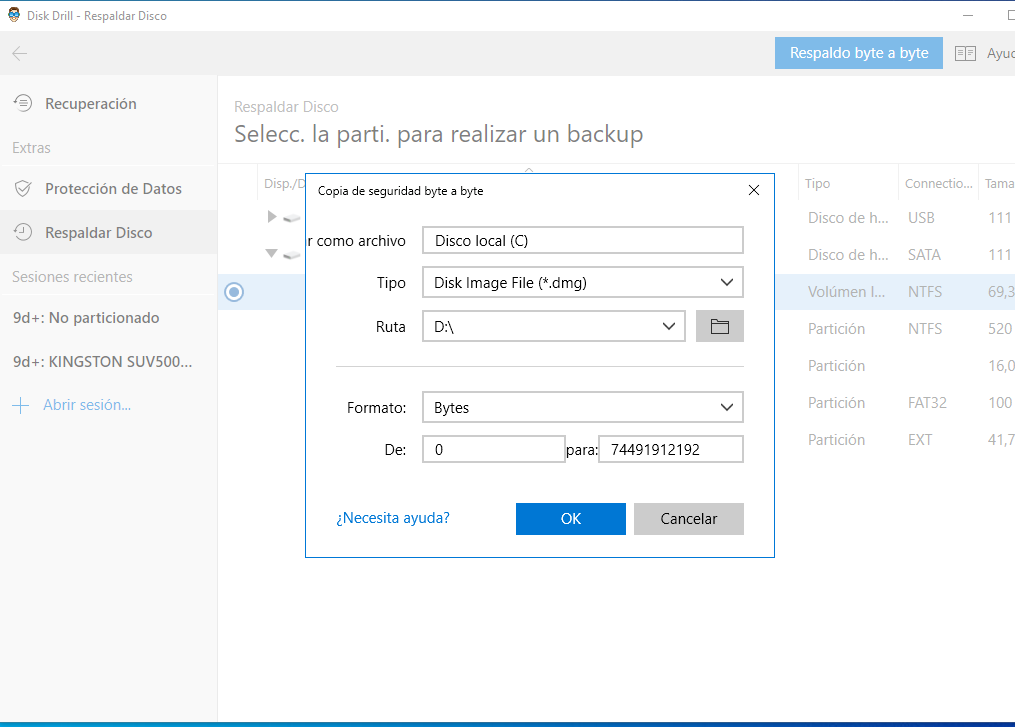 Disk Drill - Respaldar Disco
Respaldo byte a byte
Ayuc
Recuperación
Extras
Protección de Datos
Respaldar Disco
Sesiones recientes
9d+: No particionado
9d+: KINGSTON SUV500...
Abrir sesión...
Respaldar Disco
Selecc. la parti. para realizar un backup
Disp./D Tipo Connectio... Tama
Disco de h... USB 111
Disco de h... SATA 111
Volúmen l... NTFS 69,3
Partición NTFS 520
Partición 16,0
Partición FAT32 100
Partición EXT 41,7
Copia de seguridad byte a byte
r como archivo Disco local (C)
Tipo Disk Image File (*.dmg)
Ruta D:\
Formato: Bytes
De: 0 para: 74491912192
¿Necesita ayuda? OK Cancelar